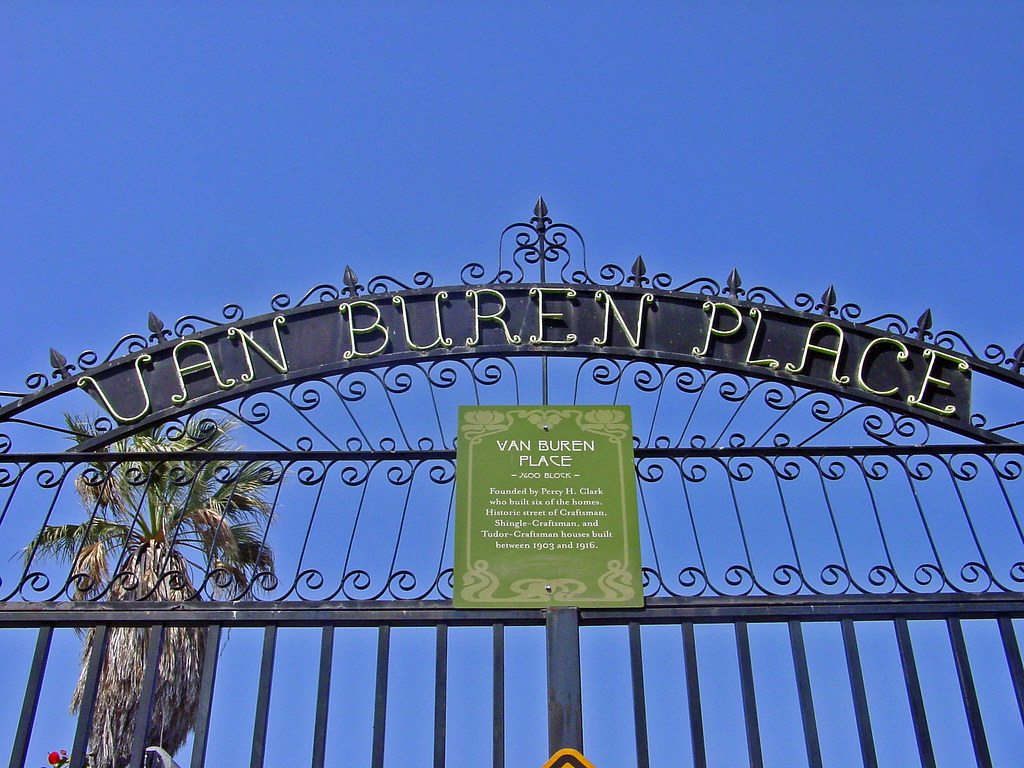 VAN BUREN PLACE
VAN BUREN
PLACE
– 2600 BLOCK –
Founded by Percy H. Clark
who built six of the homes.
Historic street of Craftsman,
Shingle-Craftsman, and
Tudor-Craftsman houses built
between 1903 and 1916.